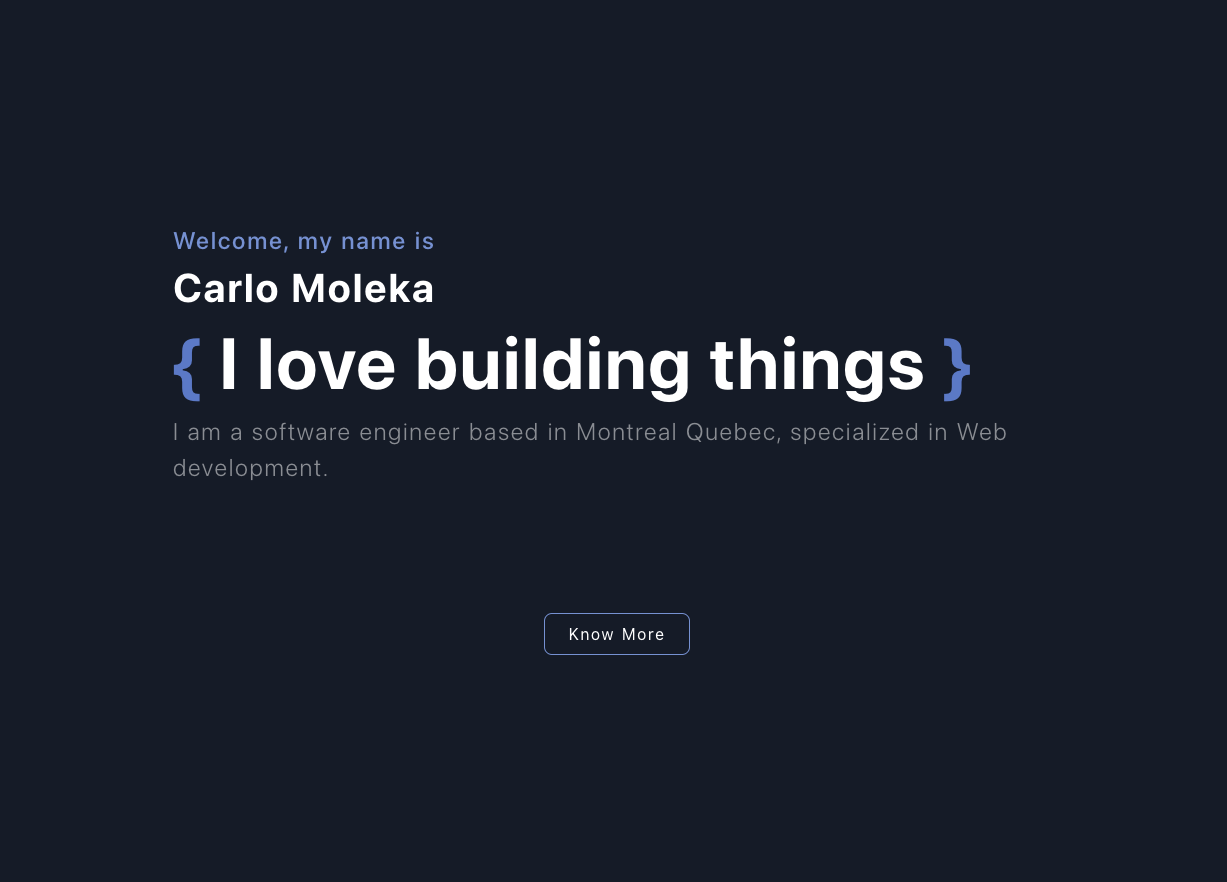 Welcome, my name is
Carlo Moleka
{ I love building things }
I am a software engineer based in Montreal Quebec, specialized in Web
development.
Know More